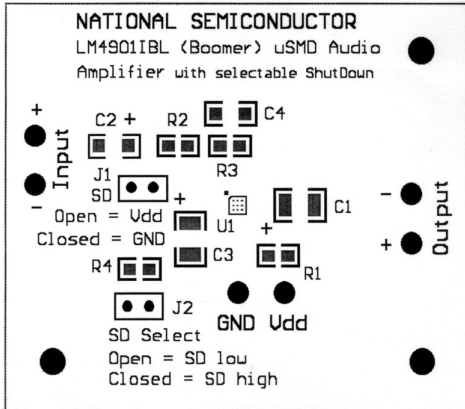 NATIONAL SEMICONDUCTOR
LM4901IBL (Boomer) uSMD Audio
Amplifier with selectable ShutDown
+
Input
-
C2 +
R2
C4
R3
J1
SD
Open = Vdd
Closed = GND
+
U1
C3
C1
+
R1
- 
+
Output
R4
J2
GND Vdd
SD Select
Open = SD low
Closed = SD high